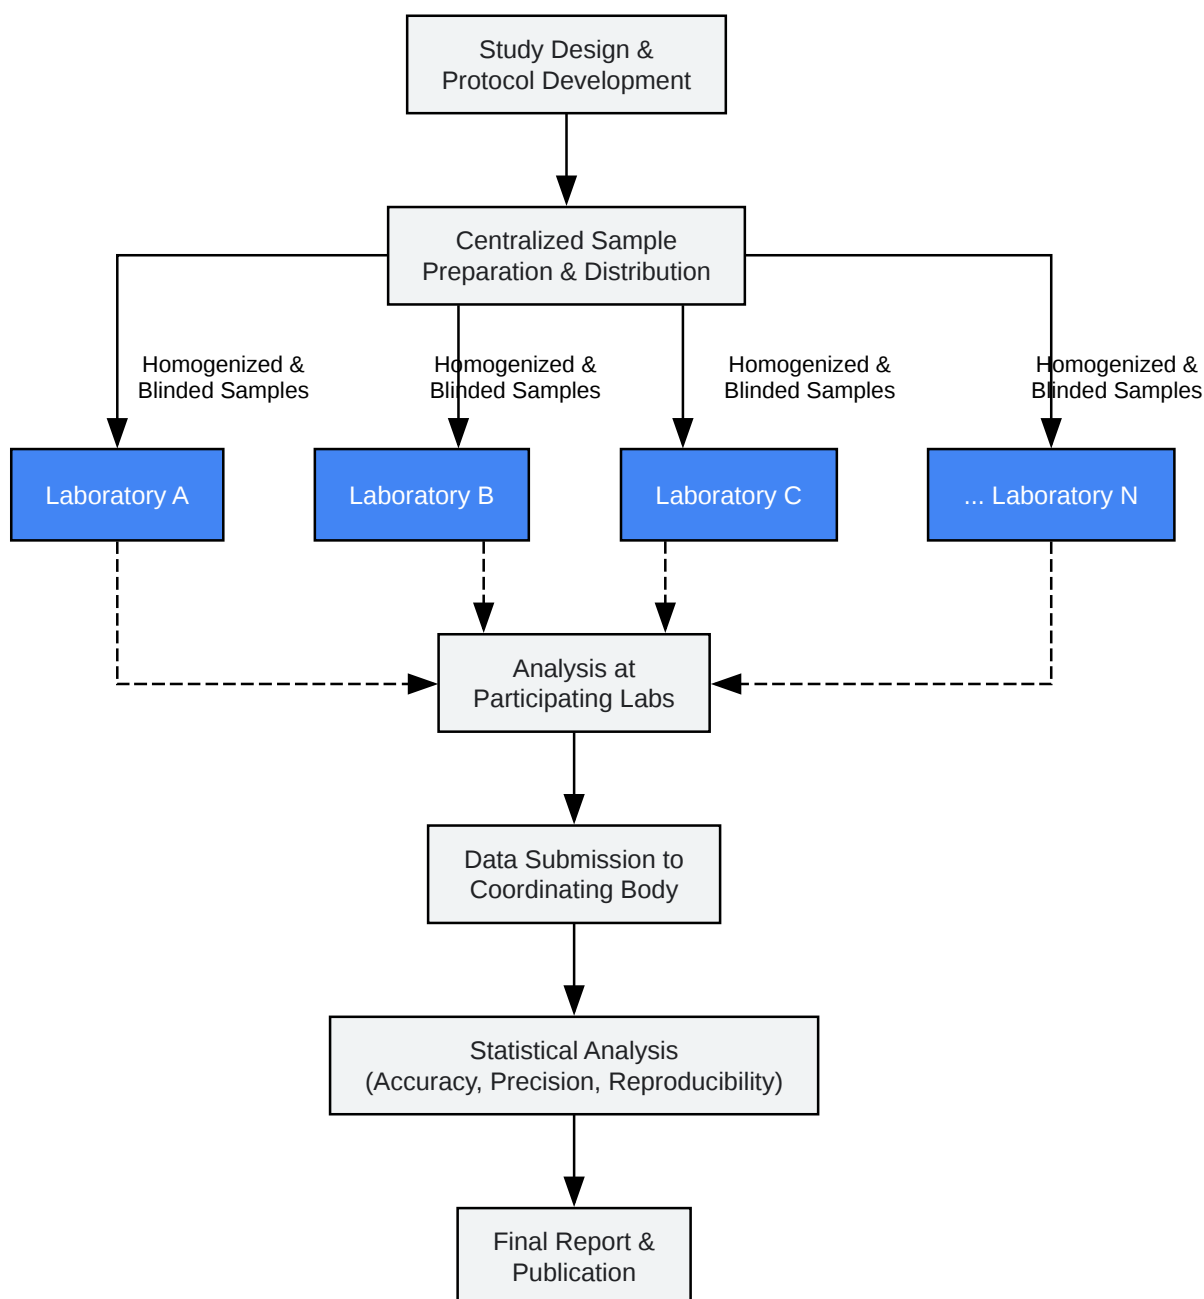 Study Design &
Protocol Development
Centralized Sample
Preparation & Distribution
Homogenized &
Blinded Samples
Homogenized &
Blinded Samples
Homogenized &
Blinded Samples
Homogenized &
Blinded Samples
Laboratory A
Laboratory B
Laboratory C
... Laboratory N
Analysis at
Participating Labs
Data Submission to
Coordinating Body
Statistical Analysis
(Accuracy, Precision, Reproducibility)
Final Report &
Publication